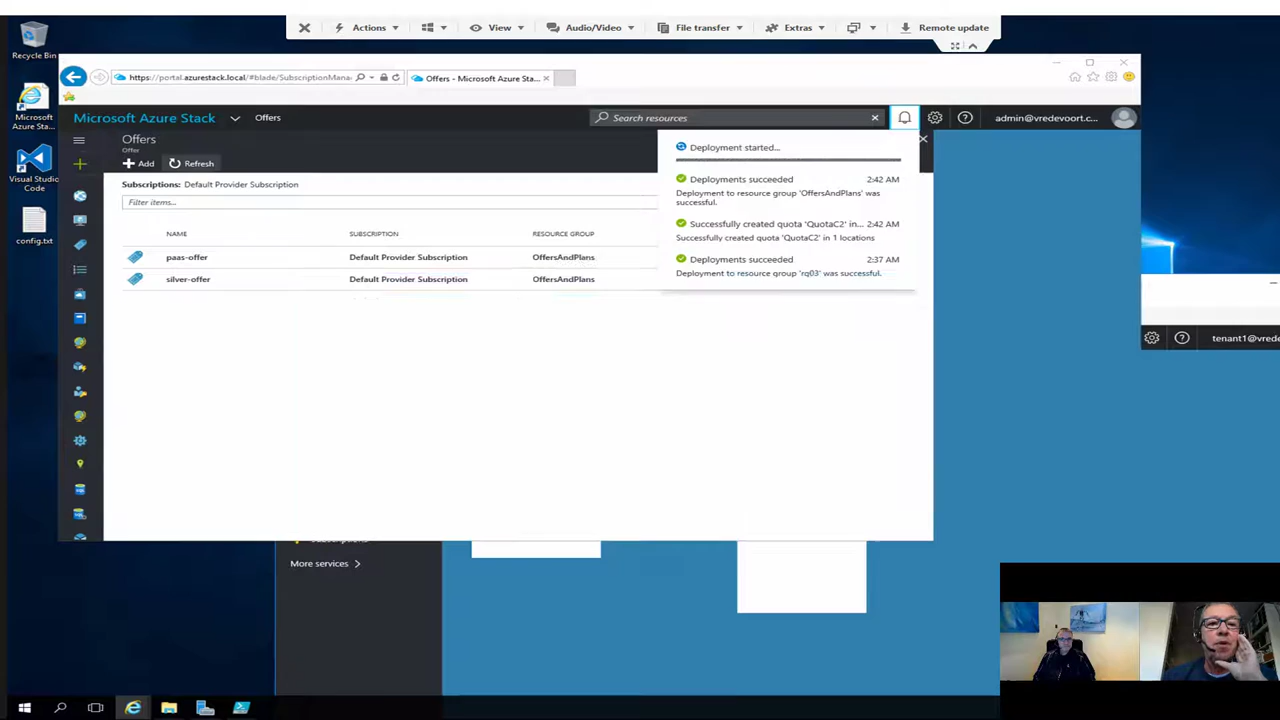 Actions
View
Audio/Video
File transfer
Extras
Remote update
Recycle Bin
Microsoft
Azure Sta...
Visual Studio
Code
config.txt
https://portal.azurestack.local/#blade/SubscriptionMana
Offers - Microsoft Azure Sta...
Microsoft Azure Stack
Offers
Search resources
admin@vredevoort.c...
Offers
Offer
Add
Refresh
Subscriptions: Default Provider Subscription
Filter items...
NAME
SUBSCRIPTION
RESOURCE GROUP
paas-offer
Default Provider Subscription
OffersAndPlans
silver-offer
Default Provider Subscription
OffersAndPlans
Deployment started...
Deployments succeeded
2:42 AM
Deployment to resource group 'OffersAndPlans' was
successful.
Successfully created quota 'QuotaC2' in...
2:42 AM
Successfully created quota 'QuotaC2' in 1 locations
Deployments succeeded
2:37 AM
Deployment to resource group 'rq03' was successful.
tenant1@vrede
More services